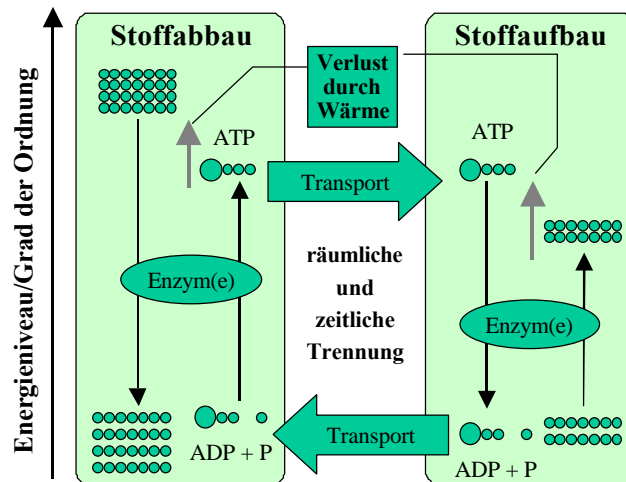 Energieniveau/Grad der Ordnung
Stoffabbau
Verlust
durch
Wärme
Stoffaufbau
ATP
ATP
Transport
Enzym(e)
räumliche
und
zeitliche
Trennung
Enzym(e)
ADP + P
Transport
ADP + P